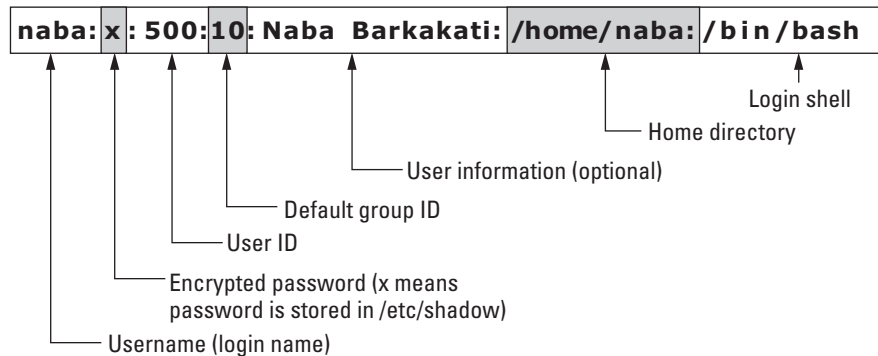 naba:x:500:10:Naba Barkakati:/home/naba:/bin/bash
Login shell
Home directory
User information (optional)
Default group ID
User ID
Encrypted password (x means
password is stored in /etc/shadow)
Username (login name)